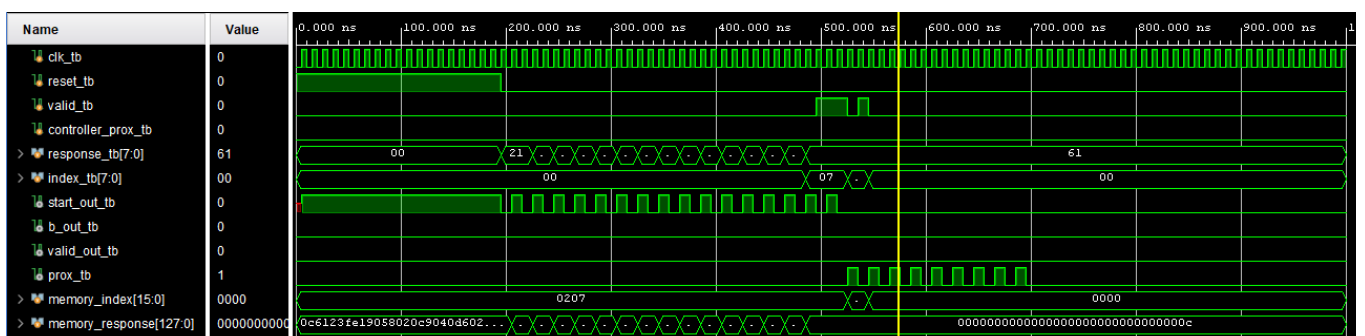 Name Value 0.000 ns 100.000 ns 200.000 ns 300.000 ns 400.000 ns 500.000 ns 600.000 ns 700.000 ns 800.000 ns 900.000 ns 1
clk_tb 0
reset_tb 0
valid_tb 0
controller_prox_tb 0
response_tb[7:0] 61 00 21 61
index_tb[7:0] 00 00 07 00
start_out_tb 0
b_out_tb 0
valid_out_tb 0
prox_tb 1
memory_index[15:0] 0000 0207 0000
memory_response[127:0] 0000000000 0c6123fe19058020c9040d602... 0000000000000000000000000000000c